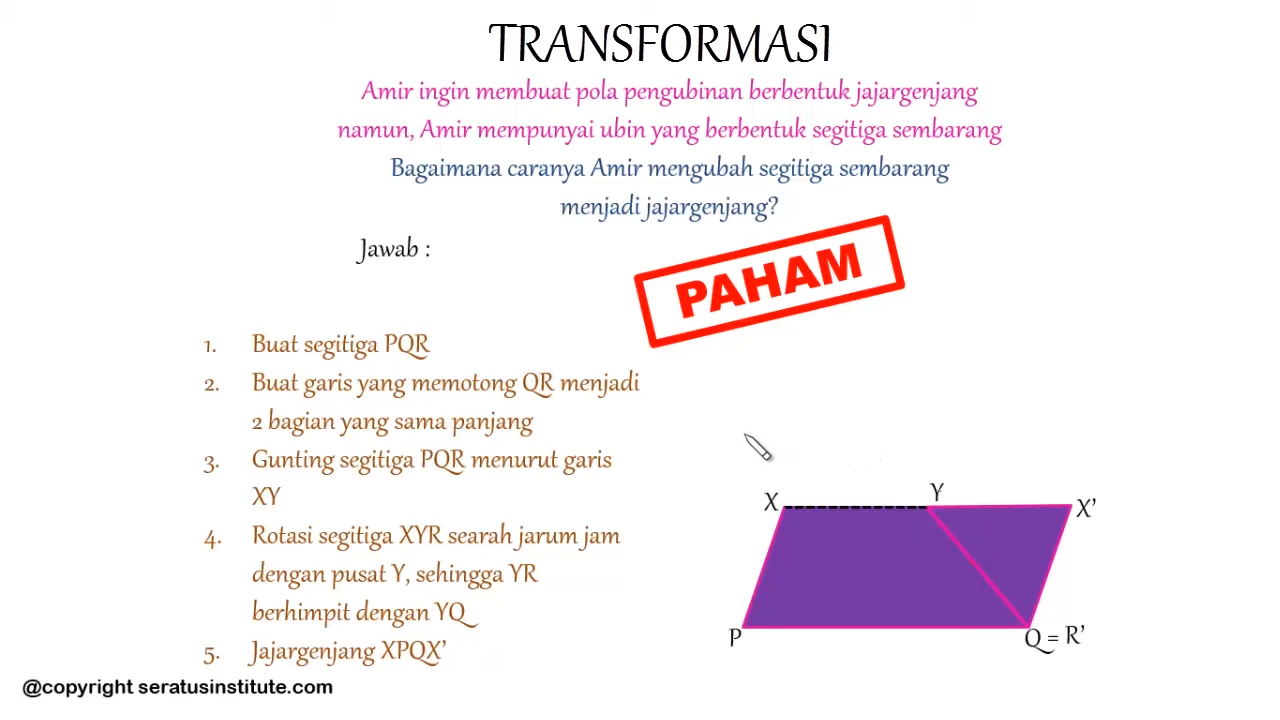 TRANSFORMASI
Amir ingin membuat pola pengubinan berbentuk jajargenjang
namun, Amir mempunyai ubin yang berbentuk segitiga sembarang
Bagaimana caranya Amir mengubah segitiga sembarang
menjadi jajargenjang?
Jawab :
PAHAM
1. Buat segitiga PQR
2. Buat garis yang memotong QR menjadi
2 bagian yang sama panjang
3. Gunting segitiga PQR menurut garis
XY
4. Rotasi segitiga XYR searah jarum jam
dengan pusat Y, sehingga YR
berhimpit dengan YQ
5. Jajargenjang XPQX’
X
Y
X’
P
Q = R’
@copyright seratusinstitute.com